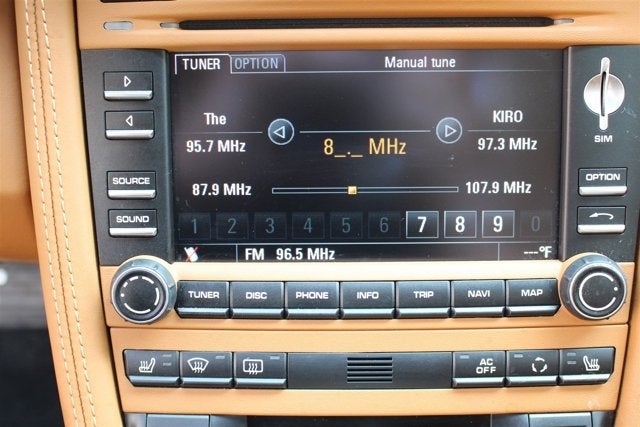 TUNER OPTION Manual tune
The KIRO
95.7 MHz 8_._ MHz 97.3 MHz
87.9 MHz 107.9 MHz
1 2 3 4 5 6 7 8 9 0
FM 96.5 MHz ---°F
SOURCE
SOUND
SIM
OPTION
TUNER DISC PHONE INFO TRIP NAVI MAP
AC OFF